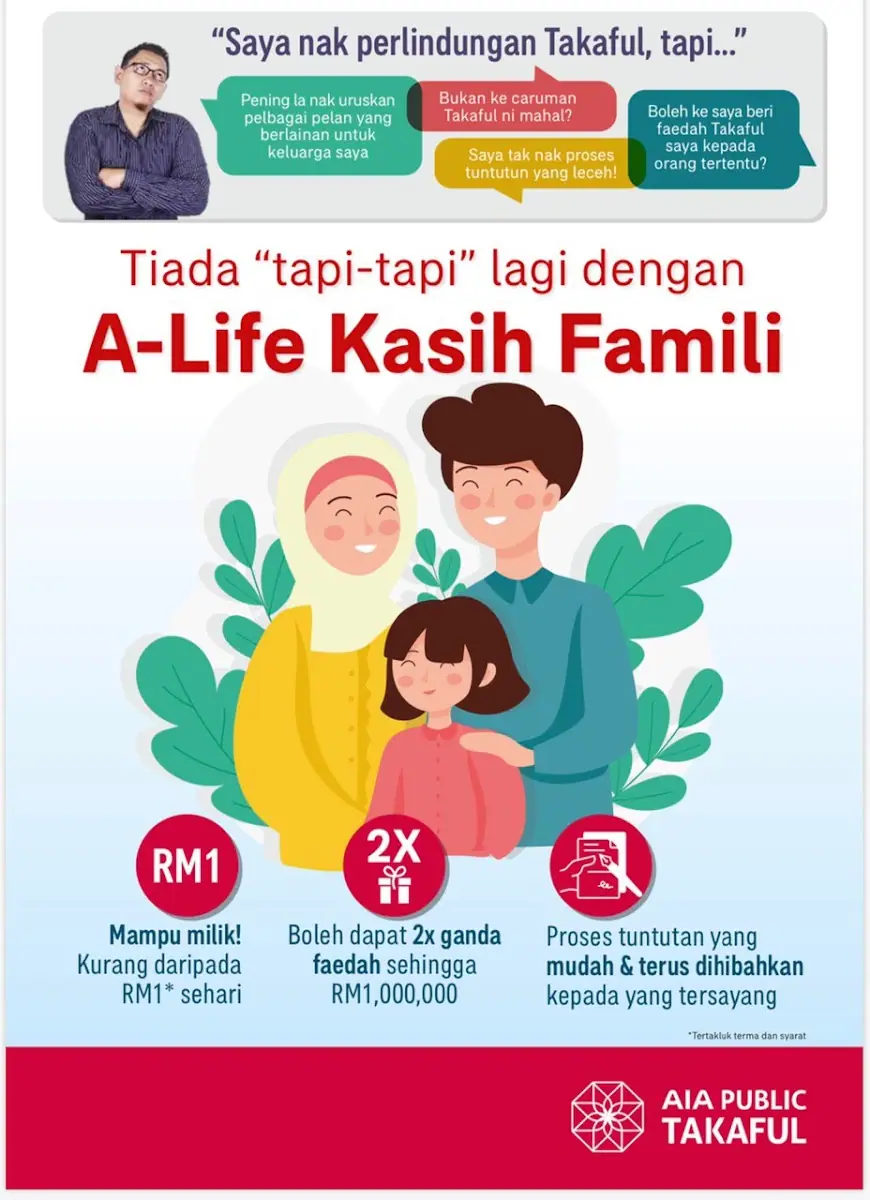 “Saya nak perlindungan Takaful, tapi...”
Pening la nak uruskan
pelbagai pelan yang
berlainan untuk
keluarga saya
Bukan ke caruman
Takaful ni mahal?
Saya tak nak proses
tuntutun yang leceh!
Boleh ke saya beri
faedah Takaful
saya kepada
orang tertentu?
Tiada “tapi-tapi” lagi dengan
A-Life Kasih Famili
RM1
Mampu milik!
Kurang daripada
RM1* sehari
2X
Boleh dapat 2x ganda
faedah sehingga
RM1,000,000
Proses tuntutan yang
mudah & terus dihibahkan
kepada yang tersayang
*Tertakluk terma dan syarat
AIA PUBLIC
TAKAFUL